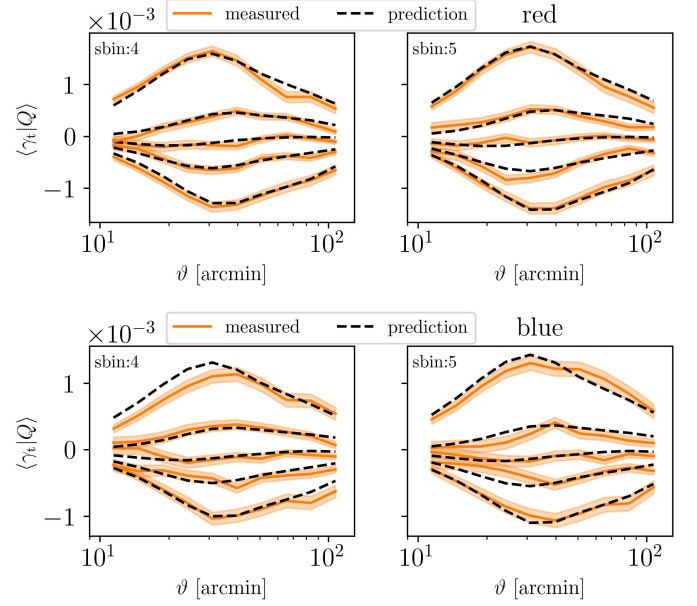 ×10⁻³ measured prediction red
sbin:4 sbin:5
1
0
−1
⟨γt|Q⟩
10¹ 10² 10¹ 10²
ϑ [arcmin] ϑ [arcmin]
×10⁻³ measured prediction blue
sbin:4 sbin:5
1
0
−1
⟨γt|Q⟩
10¹ 10² 10¹ 10²
ϑ [arcmin] ϑ [arcmin]